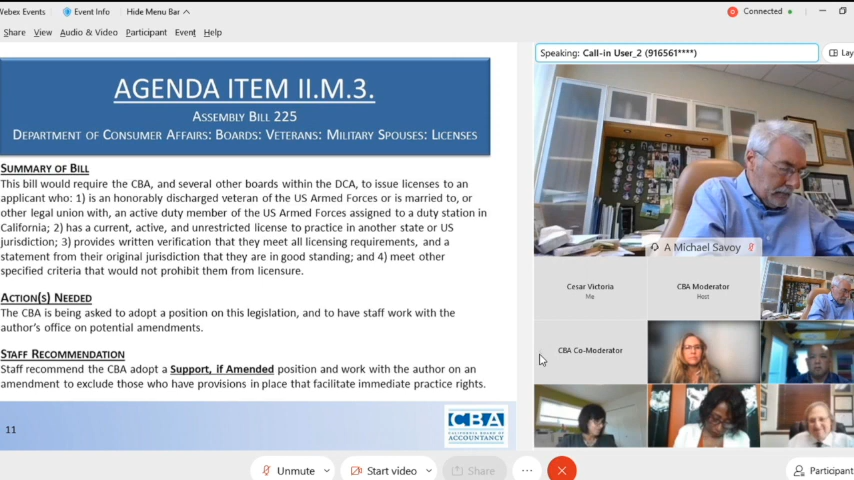 Webex Events
Event Info
Hide Menu Bar
Connected
Share View Audio & Video Participant Event Help
AGENDA ITEM II.M.3.
ASSEMBLY BILL 225
DEPARTMENT OF CONSUMER AFFAIRS: BOARDS: VETERANS: MILITARY SPOUSES: LICENSES
SUMMARY OF BILL
This bill would require the CBA, and several other boards within the DCA, to issue licenses to an
applicant who: 1) is an honorably discharged veteran of the US Armed Forces or is married to, or
other legal union with, an active duty member of the US Armed Forces assigned to a duty station in
California; 2) has a current, active, and unrestricted license to practice in another state or US
jurisdiction; 3) provides written verification that they meet all licensing requirements, and a
statement from their original jurisdiction that they are in good standing; and 4) meet other
specified criteria that would not prohibit them from licensure.
ACTION(S) NEEDED
The CBA is being asked to adopt a position on this legislation, and to have staff work with the
author's office on potential amendments.
STAFF RECOMMENDATION
Staff recommend the CBA adopt a Support, if Amended position and work with the author on an
amendment to exclude those who have provisions in place that facilitate immediate practice rights.
11
CBA
CALIFORNIA BOARD OF
ACCOUNTANCY
Speaking: Call-in User_2 (916561****)
Lay
A Michael Savoy
Cesar Victoria
Me
CBA Moderator
Host
CBA Co-Moderator
Unmute
Start video
Share
Participant